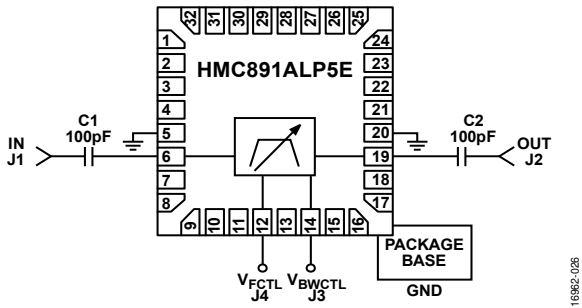 32 31 30 29 28 27 26 25
HMC891ALP5E
1
2
3
4
5
6
7
8
24
23
22
21
20
19
18
17
C1
100pF
IN
J1
C2
100pF
OUT
J2
9 10 11 12 13 14 15 16
PACKAGE
BASE
GND
VFCTL
J4
VBWCTL
J3
16962-026